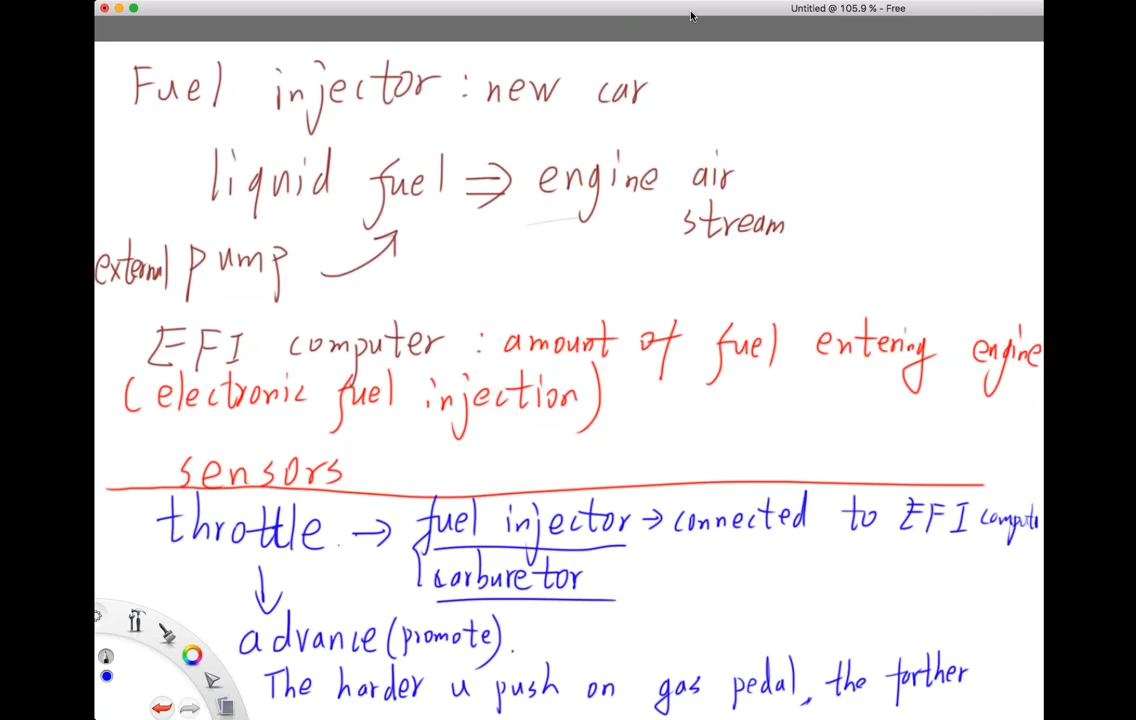 Untitled @ 105.9 % - Free
Fuel injector : new car
liquid fuel ⇒ engine air
stream
external pump
EFI computer : amount of fuel entering engine
(electronic fuel injection)
sensors
throttle → fuel injector → connected to EFI compute
carburetor
advance (promote).
The harder u push on gas pedal, the farther